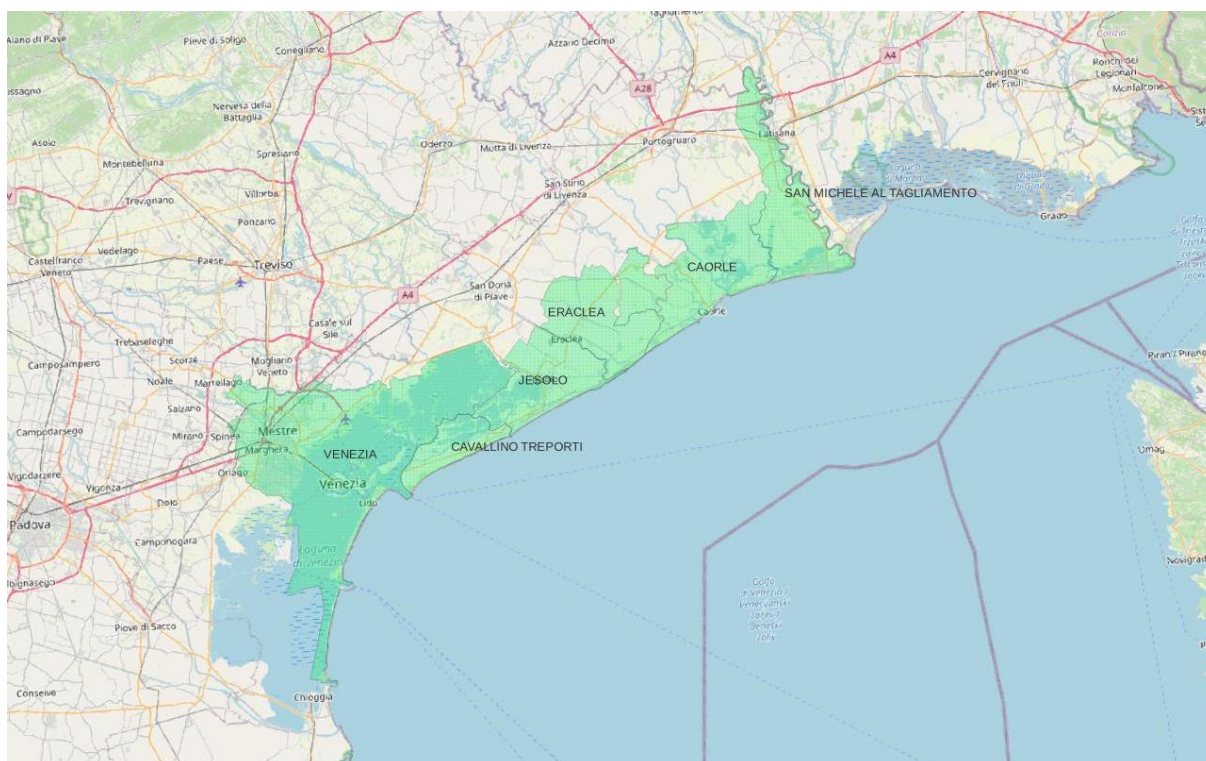 Pieve di Soligo
Conegliano
Azzano Decimo
A4
A28
Cervignano
del Friuli
Ronchi dei
Legionari
Monfalcone
Gorizia
Nervesa della
Battaglia
Asolo
Oderzo
Motta di Livenza
Portogruaro
Latisana
Montebelluna
Spresiano
San Stino
di Livenza
SAN MICHELE AL TAGLIAMENTO
Trevignano
Villorba
Grado
Ponzano
Vedelago
Paese
Treviso
Castelfranco
Veneto
CAORLE
San Donà
di Piave
A4
ERACLEA
Caorle
Casale sul
Sile
Eraclea
Trebaseleghe
Camposampiero
Scorzè
Mogliano
Veneto
Noale
Martellago
JESOLO
Salzano
Campodarsego
Mirano
Spinea
Mestre
Marghera
VENEZIA
CAVALLINO TREPORTI
Umag
Oriago
Vigodarzere
Vigonza
Venezia
Dolo
Lido
Padova
Camponogara
Laguna
di Venezia
Novigrad
Golfo
di Venezia /
Piove di Sacco
Conselve
Chioggia